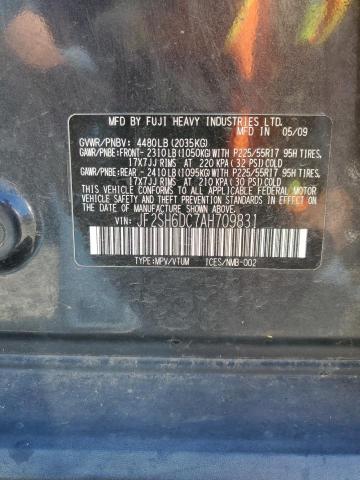 MFD BY FUJI HEAVY INDUSTRIES LTD.
MFD IN 05/09
GVWR/PNBV: 4480LB (2035KG)
GAWR/PNBE:FRONT- 2310LB(1050KG) WITH P225/55R17 95H TIRES,
17X7JJ RIMS AT 220 KPA ( 32 PSI)COLD
GAWR/PNBE:REAR - 2410LB(1095KG) WITH P225/55R17 95H TIRES,
17X7JJ RIMS AT 210 KPA ( 30 PSI)COLD
THIS VEHICLE CONFORMS TO ALL APPLICABLE FEDERAL MOTOR
VEHICLE SAFETY AND THEFT PREVENTION STANDARDS IN EFFECT
ON THE DATE OF MANUFACTURE SHOWN ABOVE.
VIN: JF2SH6DC7AH709831
TYPE:MPV/VTUM ICES/NMB-002